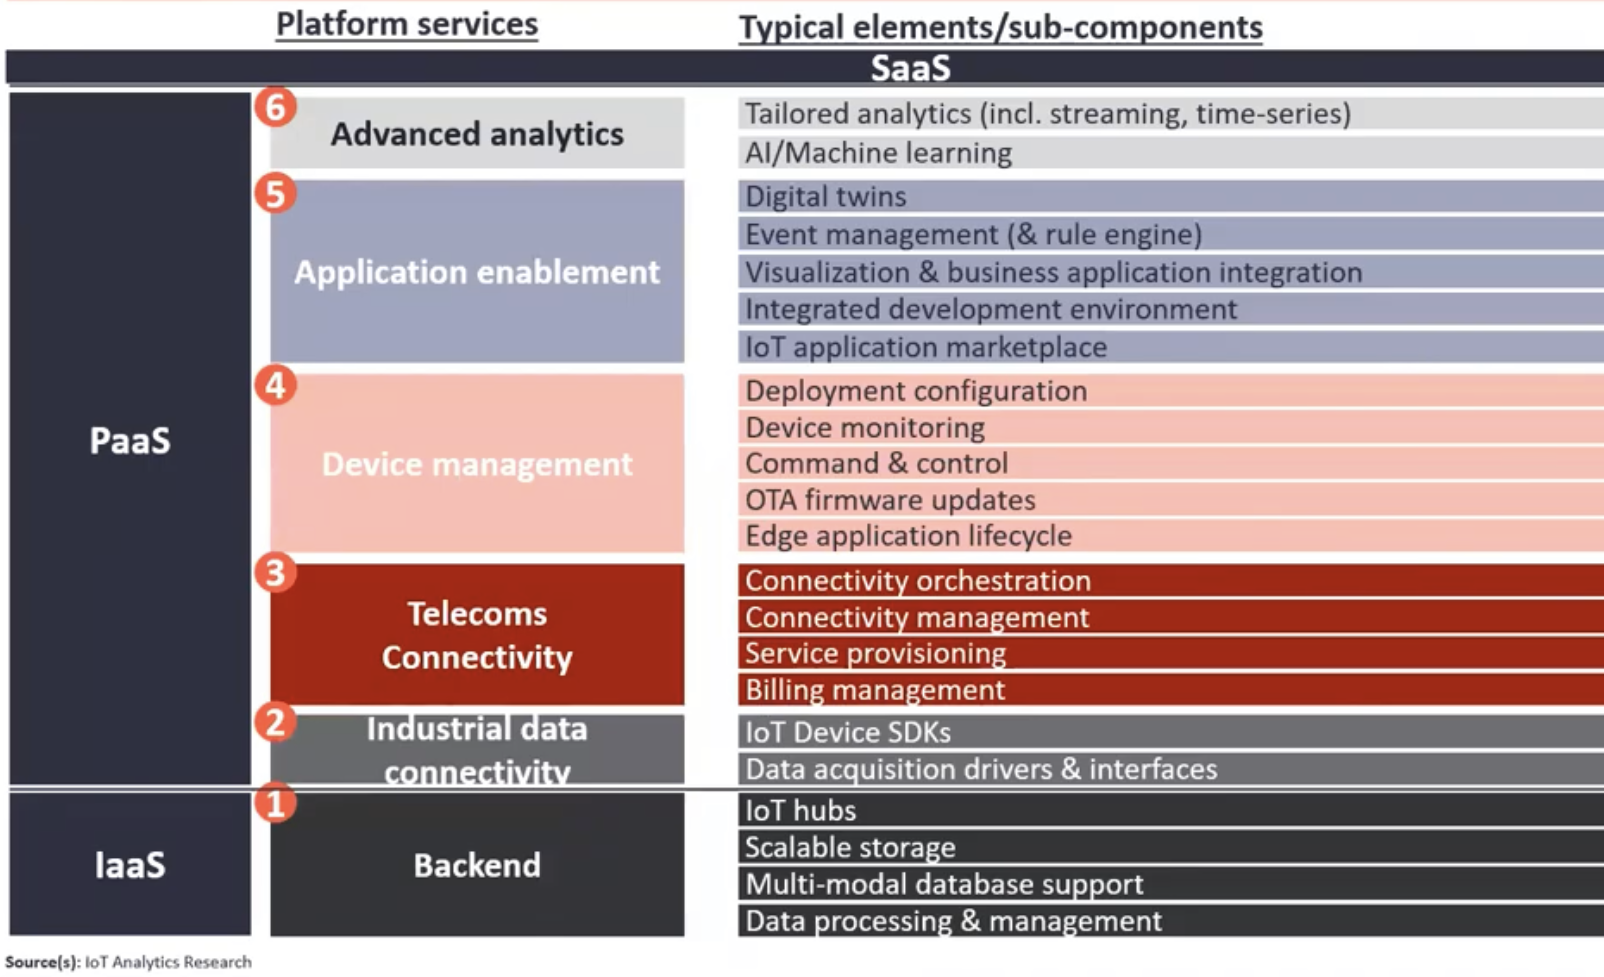 Platform services
Typical elements/sub-components
SaaS
PaaS
6
Advanced analytics
Tailored analytics (incl. streaming, time-series)
AI/Machine learning
5
Application enablement
Digital twins
Event management (& rule engine)
Visualization & business application integration
Integrated development environment
IoT application marketplace
4
Device management
Deployment configuration
Device monitoring
Command & control
OTA firmware updates
Edge application lifecycle
3
Telecoms
Connectivity
Connectivity orchestration
Connectivity management
Service provisioning
Billing management
2
Industrial data
connectivity
IoT Device SDKs
Data acquisition drivers & interfaces
IaaS
1
Backend
IoT hubs
Scalable storage
Multi-modal database support
Data processing & management
Source(s): IoT Analytics Research